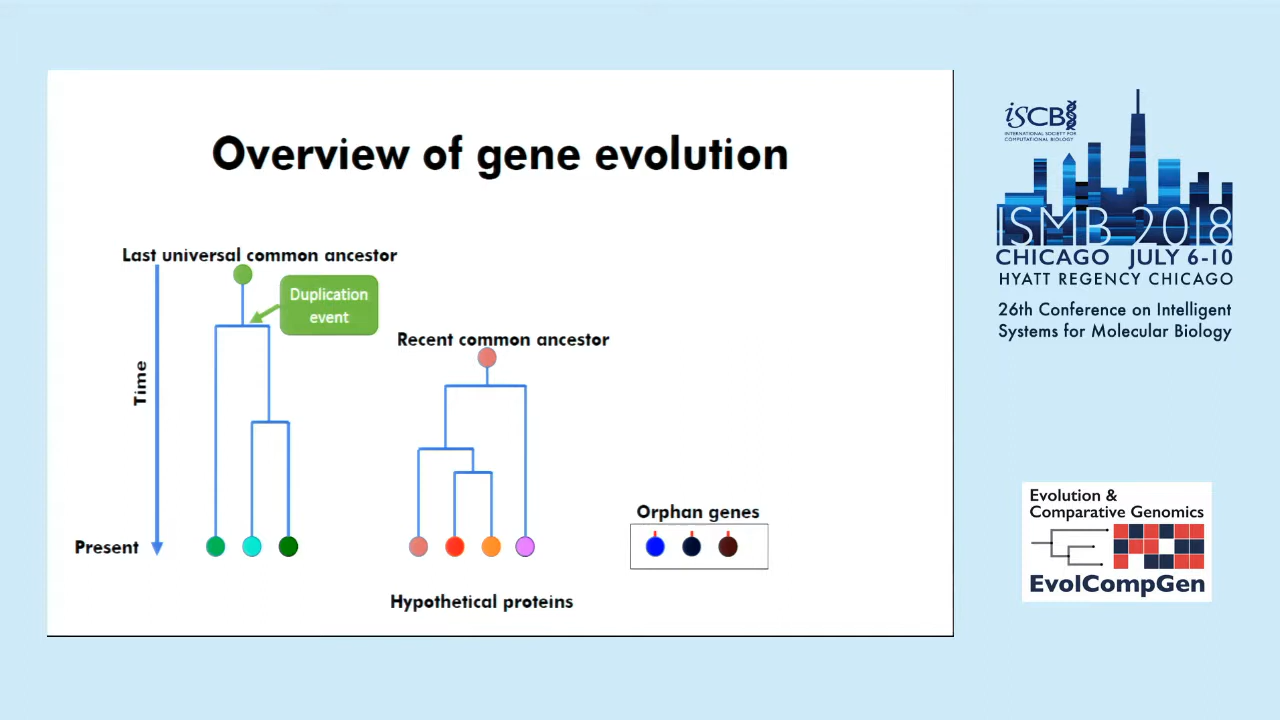 Overview of gene evolution
Last universal common ancestor
Duplication
event
Recent common ancestor
Time
Orphan genes
Present
Hypothetical proteins
iSCB
INTERNATIONAL SOCIETY FOR
COMPUTATIONAL BIOLOGY
ISMB 2018
CHICAGO JULY 6-10
HYATT REGENCY CHICAGO
26th Conference on Intelligent
Systems for Molecular Biology
Evolution &
Comparative Genomics
EvolCompGen